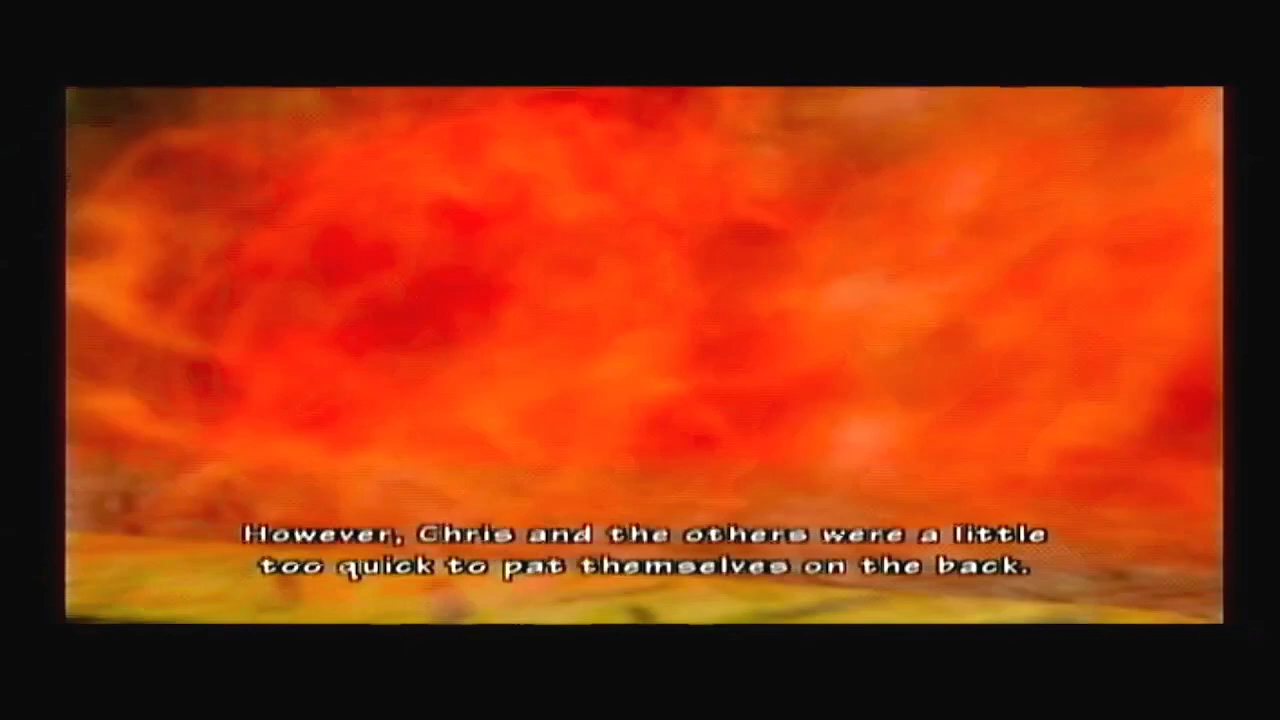 However, Chris and the others were a little
too quick to pat themselves on the back.